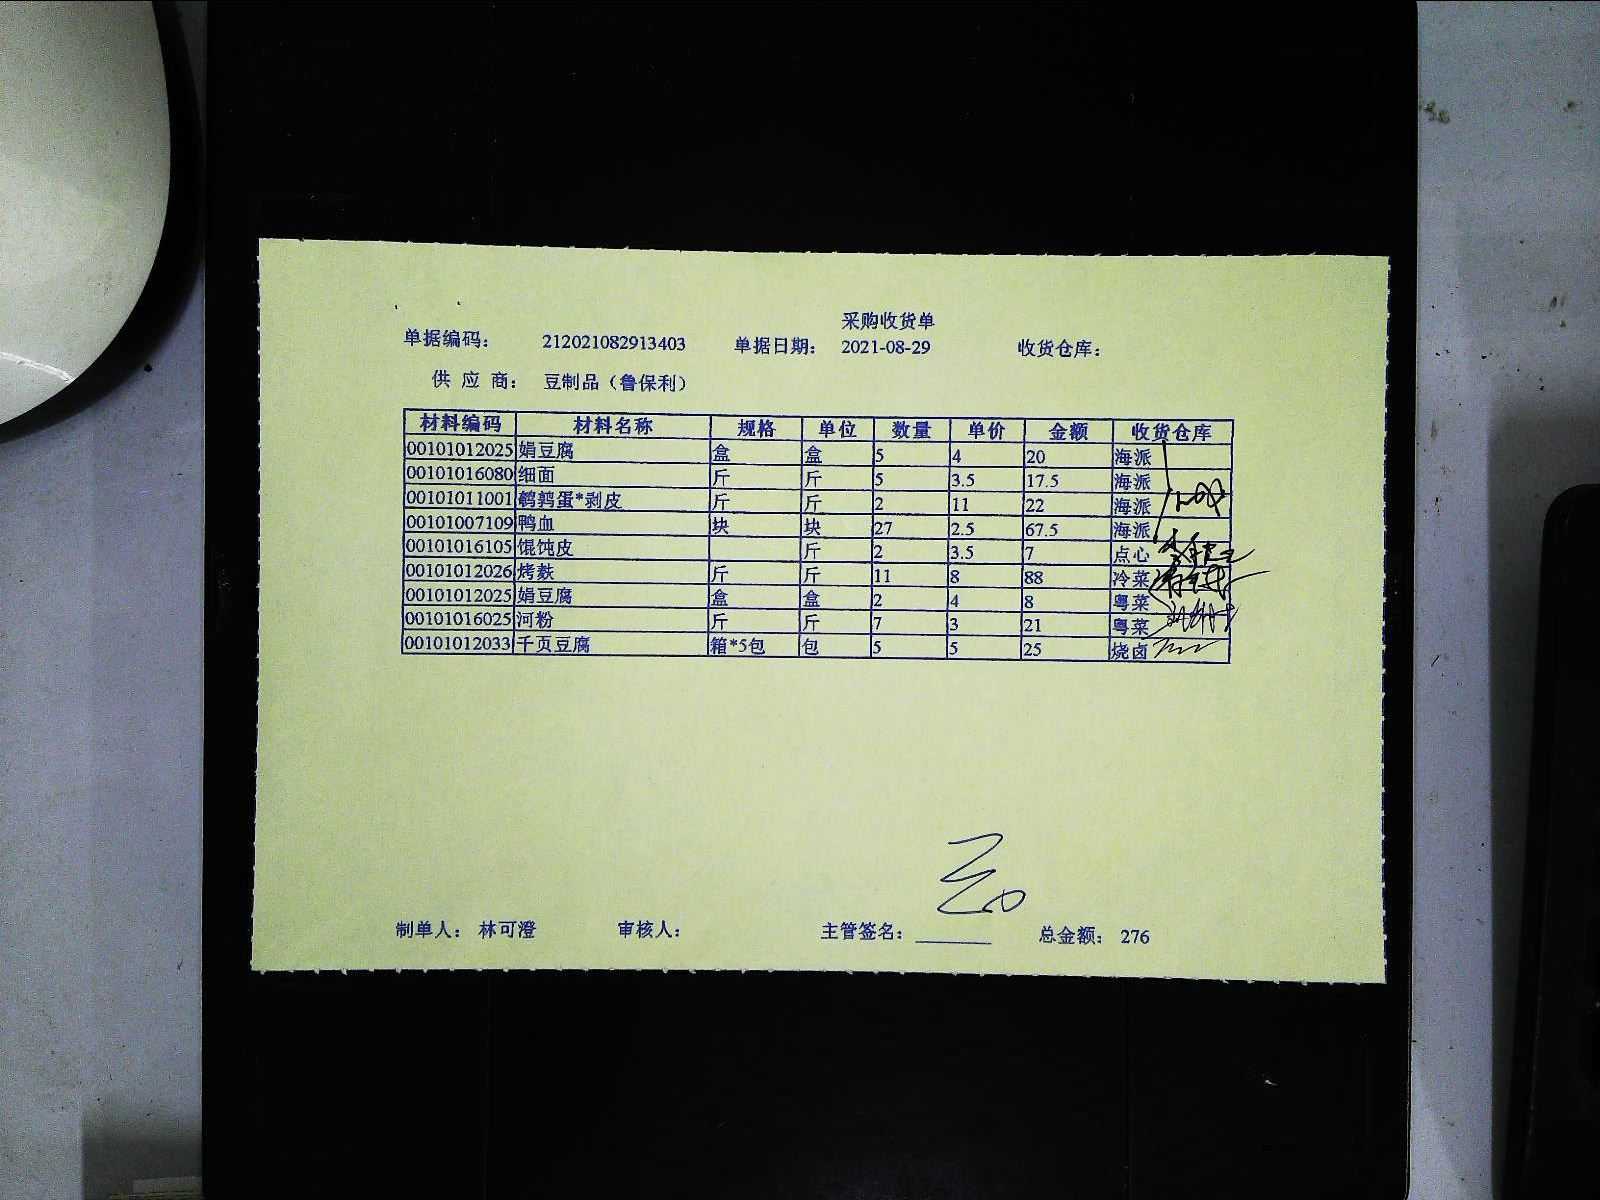 采购收货单
单据编码： 212021082913403 单据日期： 2021-08-29 收货仓库：
供 应 商： 豆制品（鲁保利）
材料编码 材料名称 规格 单位 数量 单价 金额 收货仓库
00101012025 娟豆腐 盒 盒 5 4 20 海派
00101016080 细面 斤 斤 5 3.5 17.5 海派
00101011001 鹌鹑蛋*剥皮 斤 斤 2 11 22 海派
00101007109 鸭血 块 块 27 2.5 67.5 海派
00101016105 馄饨皮 斤 2 3.5 7 点心
00101012026 烤麸 斤 斤 11 8 88 冷菜
00101012025 娟豆腐 盒 盒 2 4 8 粤菜
00101016025 河粉 斤 斤 7 3 21 粤菜
00101012033 千页豆腐 箱*5包 包 5 5 25 烧卤
制单人： 林可澄 审核人： 主管签名： 总金额： 276